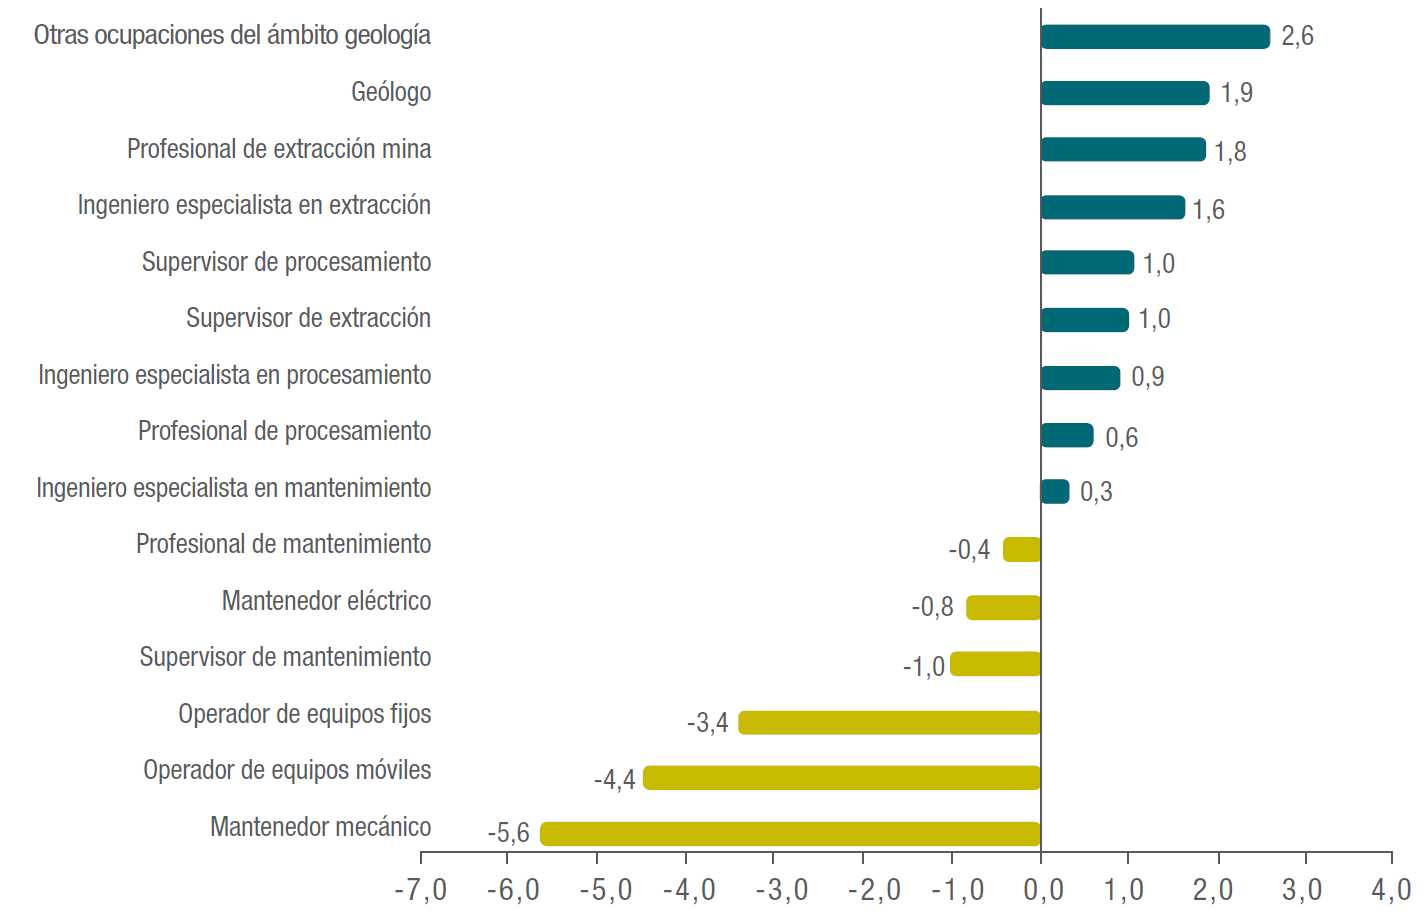 Otras ocupaciones del ámbito geología 2,6
Geólogo 1,9
Profesional de extracción mina 1,8
Ingeniero especialista en extracción 1,6
Supervisor de procesamiento 1,0
Supervisor de extracción 1,0
Ingeniero especialista en procesamiento 0,9
Profesional de procesamiento 0,6
Ingeniero especialista en mantenimiento 0,3
Profesional de mantenimiento -0,4
Mantenedor eléctrico -0,8
Supervisor de mantenimiento -1,0
Operador de equipos fijos -3,4
Operador de equipos móviles -4,4
Mantenedor mecánico -5,6
-7,0 -6,0 -5,0 -4,0 -3,0 -2,0 -1,0 0,0 1,0 2,0 3,0 4,0